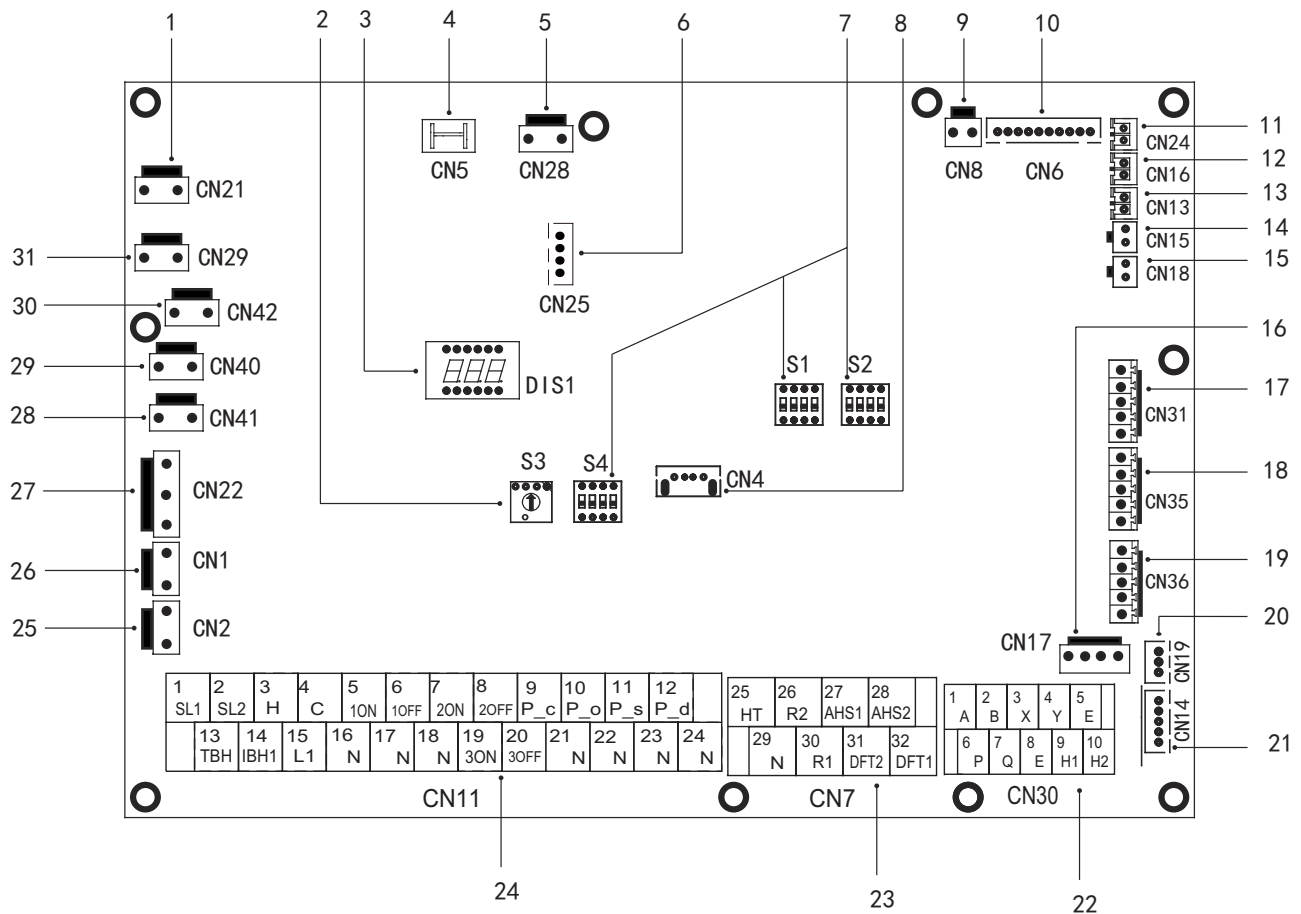 1 2 3 4 5 6 7 8 9 10
CN5 CN28 CN8 CN6
CN24 11
CN16 12
CN13 13
CN15 14
CN18 15
CN21
31 CN29
30 CN42
29 CN40
28 CN41
CN25
3 DIS1
S1 S2
16
CN31 17
27 CN22
S3 S4 CN4
CN35 18
26 CN1
CN36 19
25 CN2
CN17 CN19 20
CN14 21
1 2 3 4 5 6 7 8 9 10 11 12
SL1 SL2 H C 1ON 1OFF 2ON 2OFF P_c P_o P_s P_d
13 14 15 16 17 18 19 20 21 22 23 24
TBH IBH1 L1 N N N 3ON 3OFF N N N N
CN11
25 26 27 28
HT R2 AHS1 AHS2
29 30 31 32
N R1 DFT2 DFT1
CN7
1 2 3 4 5
A B X Y E
6 7 8 9 10
P Q E H1 H2
CN30
24 23 22